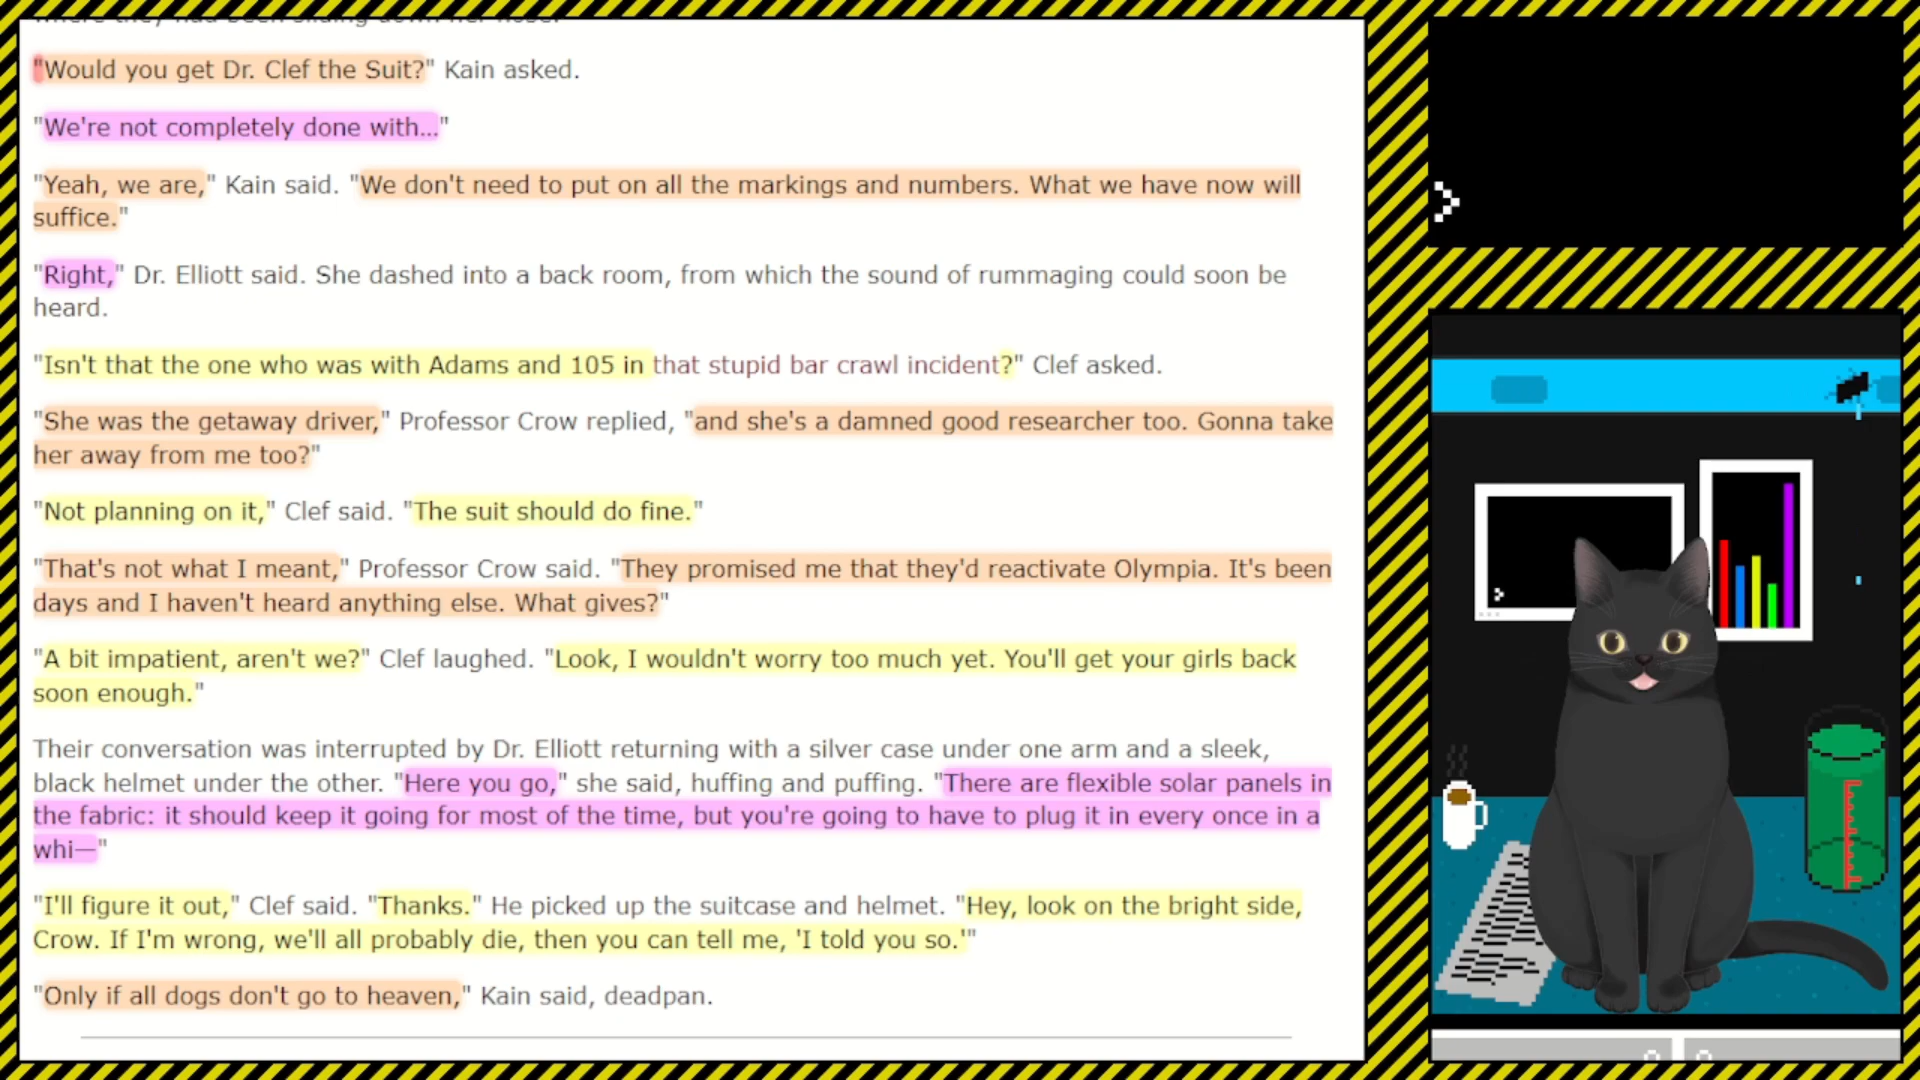 where they had been sliding down her nose.
"Would you get Dr. Clef the Suit?" Kain asked.
"We're not completely done with..."
"Yeah, we are," Kain said. "We don't need to put on all the markings and numbers. What we have now will
suffice."
"Right," Dr. Elliott said. She dashed into a back room, from which the sound of rummaging could soon be
heard.
"Isn't that the one who was with Adams and 105 in that stupid bar crawl incident?" Clef asked.
"She was the getaway driver," Professor Crow replied, "and she's a damned good researcher too. Gonna take
her away from me too?"
"Not planning on it," Clef said. "The suit should do fine."
"That's not what I meant," Professor Crow said. "They promised me that they'd reactivate Olympia. It's been
days and I haven't heard anything else. What gives?"
"A bit impatient, aren't we?" Clef laughed. "Look, I wouldn't worry too much yet. You'll get your girls back
soon enough."
Their conversation was interrupted by Dr. Elliott returning with a silver case under one arm and a sleek,
black helmet under the other. "Here you go," she said, huffing and puffing. "There are flexible solar panels in
the fabric: it should keep it going for most of the time, but you're going to have to plug it in every once in a
whi—"
"I'll figure it out," Clef said. "Thanks." He picked up the suitcase and helmet. "Hey, look on the bright side,
Crow. If I'm wrong, we'll all probably die, then you can tell me, 'I told you so.'"
"Only if all dogs don't go to heaven," Kain said, deadpan.